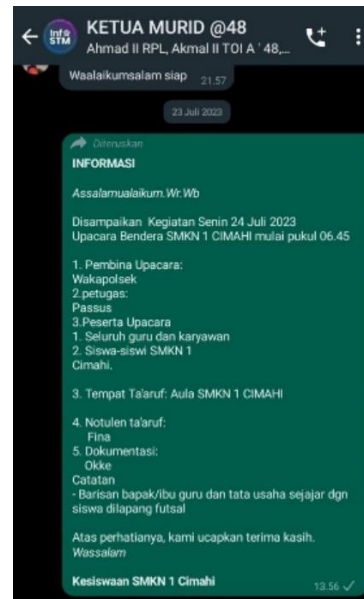 Info
STM
KETUA MURID @48
Ahmad II RPL, Akmal II TOI A ' 48,...
Waalaikumsalam siap 21.57
23 Juli 2023
Diteruskan
INFORMASI
Assalamualaikum.Wr.Wb
Disampaikan Kegiatan Senin 24 Juli 2023
Upacara Bendera SMKN 1 CIMAHI mulai pukul 06.45
1. Pembina Upacara:
Wakapolsek
2.petugas:
Passus
3.Peserta Upacara
1. Seluruh guru dan karyawan
2. Siswa-siswi SMKN 1
Cimahi.
3. Tempat Ta'aruf: Aula SMKN 1 CIMAHI
4. Notulen ta'aruf:
Fina
5. Dokumentasi:
Okke
Catatan
- Barisan bapak/ibu guru dan tata usaha sejajar dgn
siswa dilapang futsal
Atas perhatianya, kami ucapkan terima kasih.
Wassalam
Kesiswaan SMKN 1 Cimahi 13.56